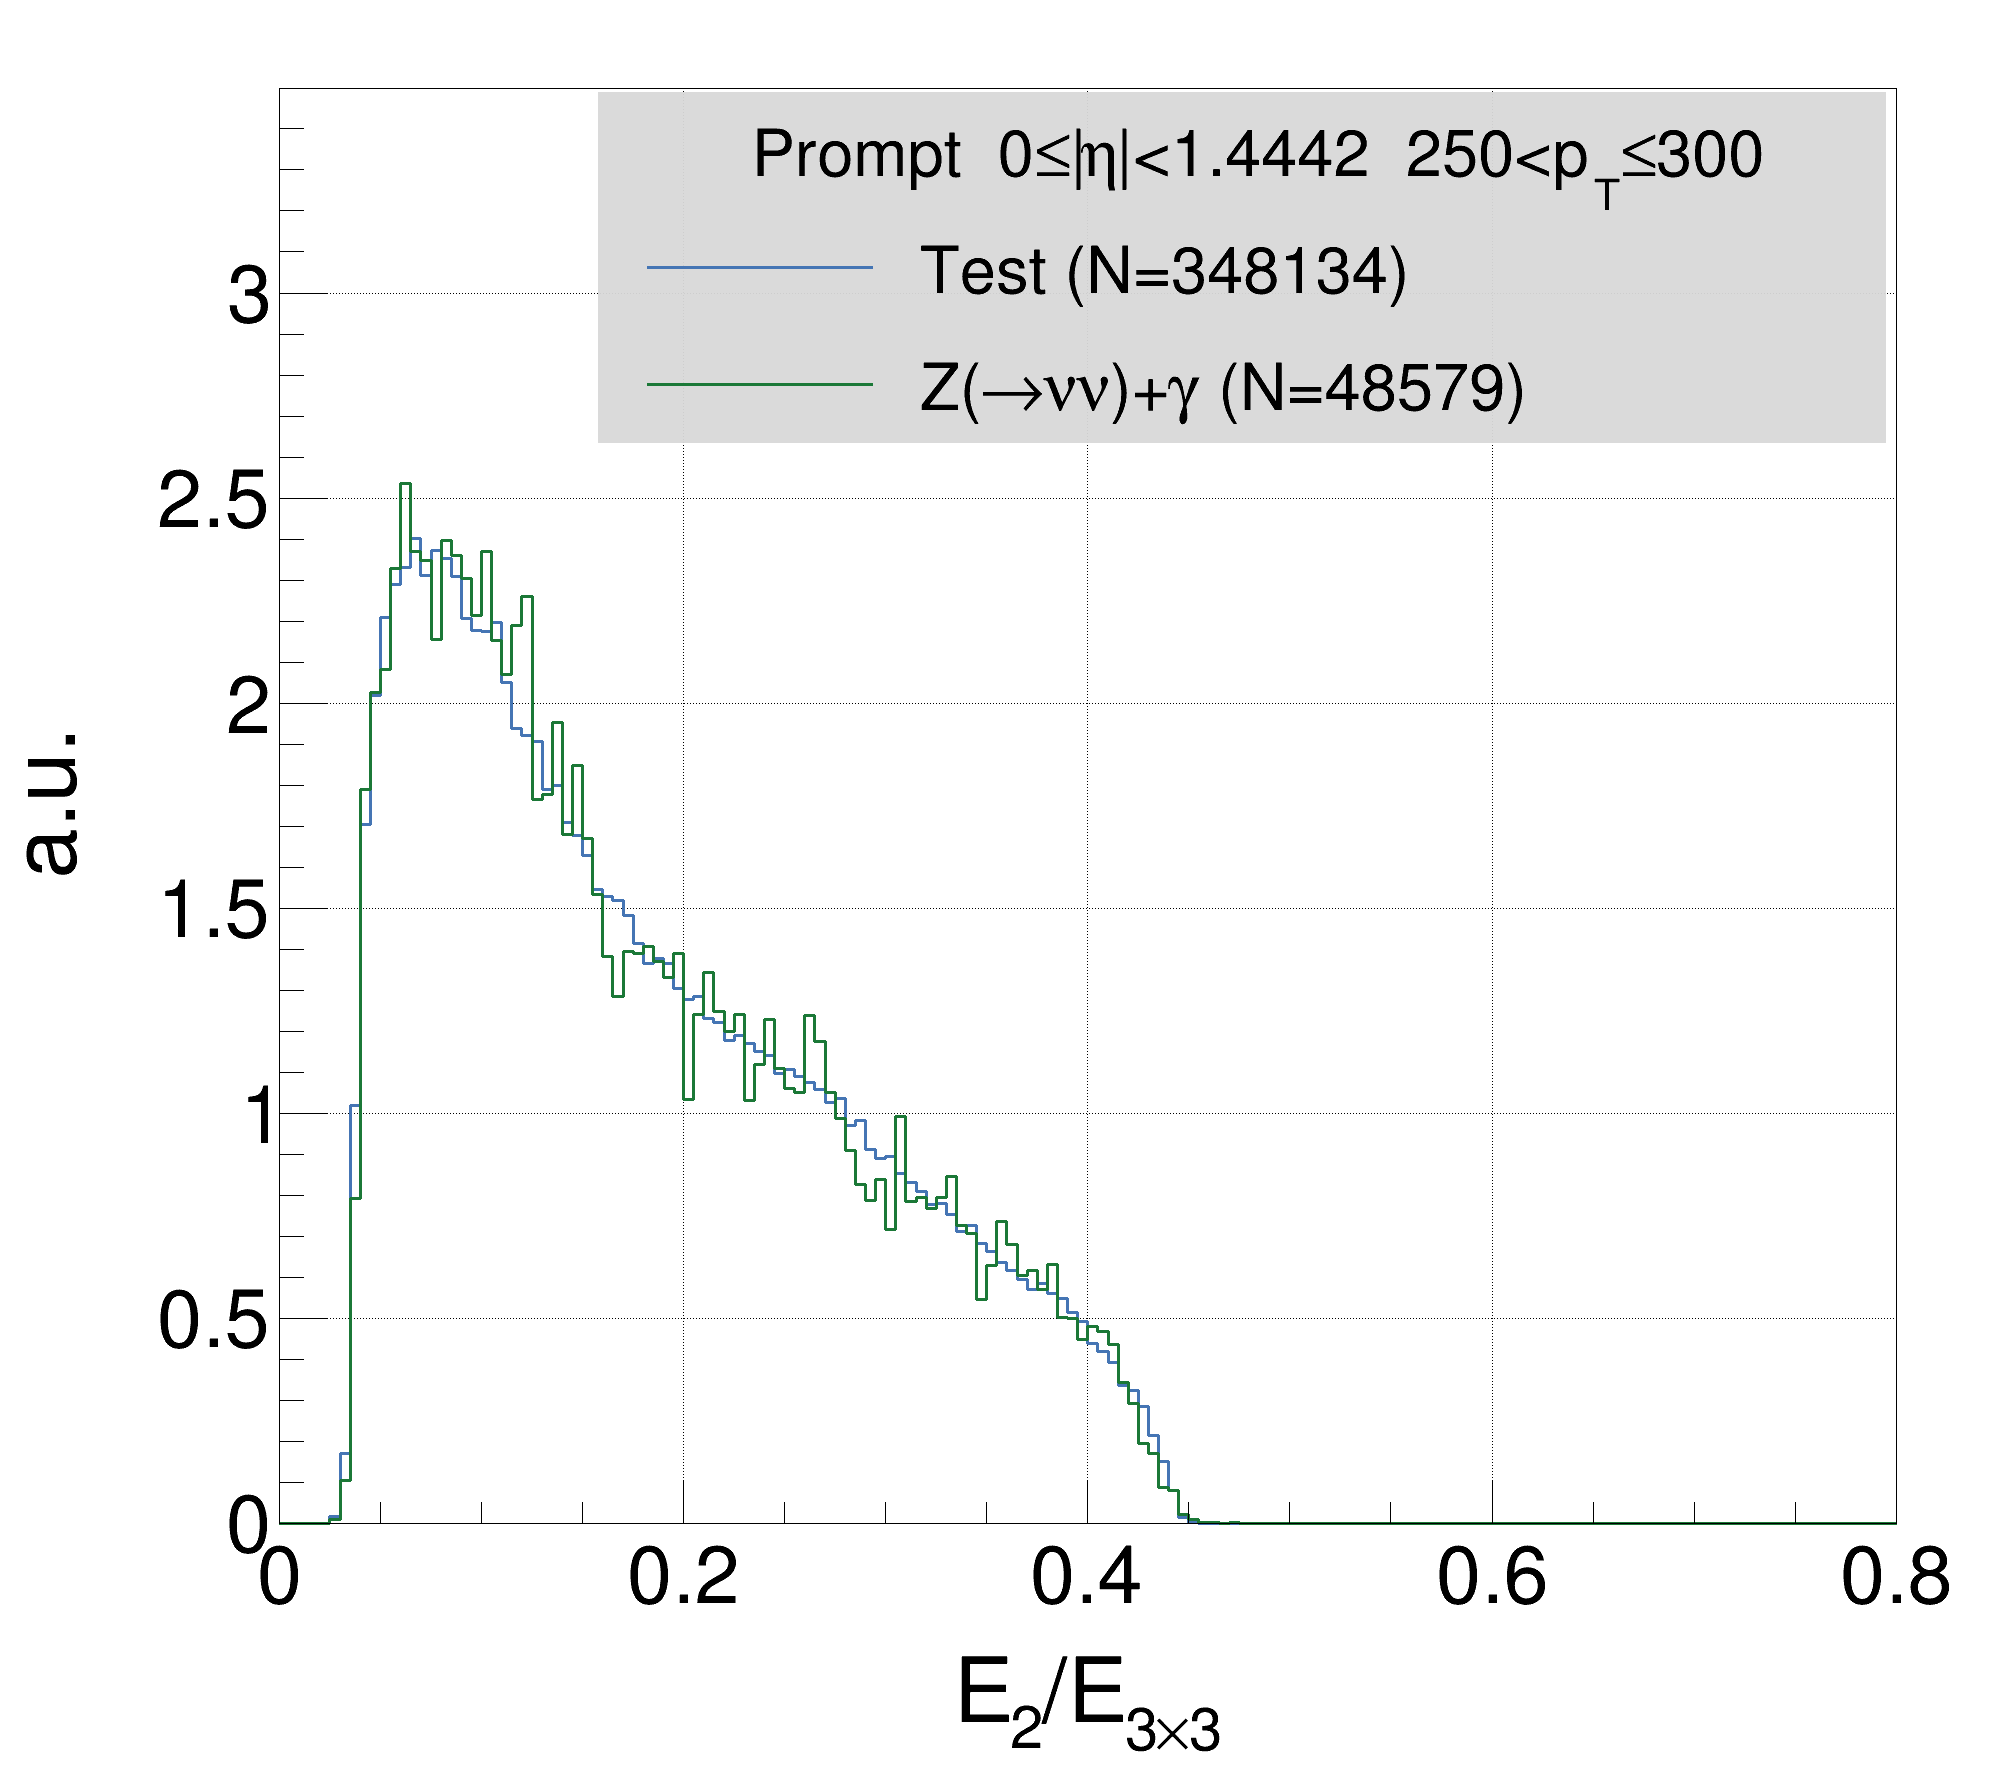 Prompt 0≤|η|<1.4442 250<p_T≤300
Test (N=348134)
Z(→νν)+γ (N=48579)
3
2.5
2
1.5
1
0.5
0
a.u.
0 0.2 0.4 0.6 0.8
E_2/E_3×3